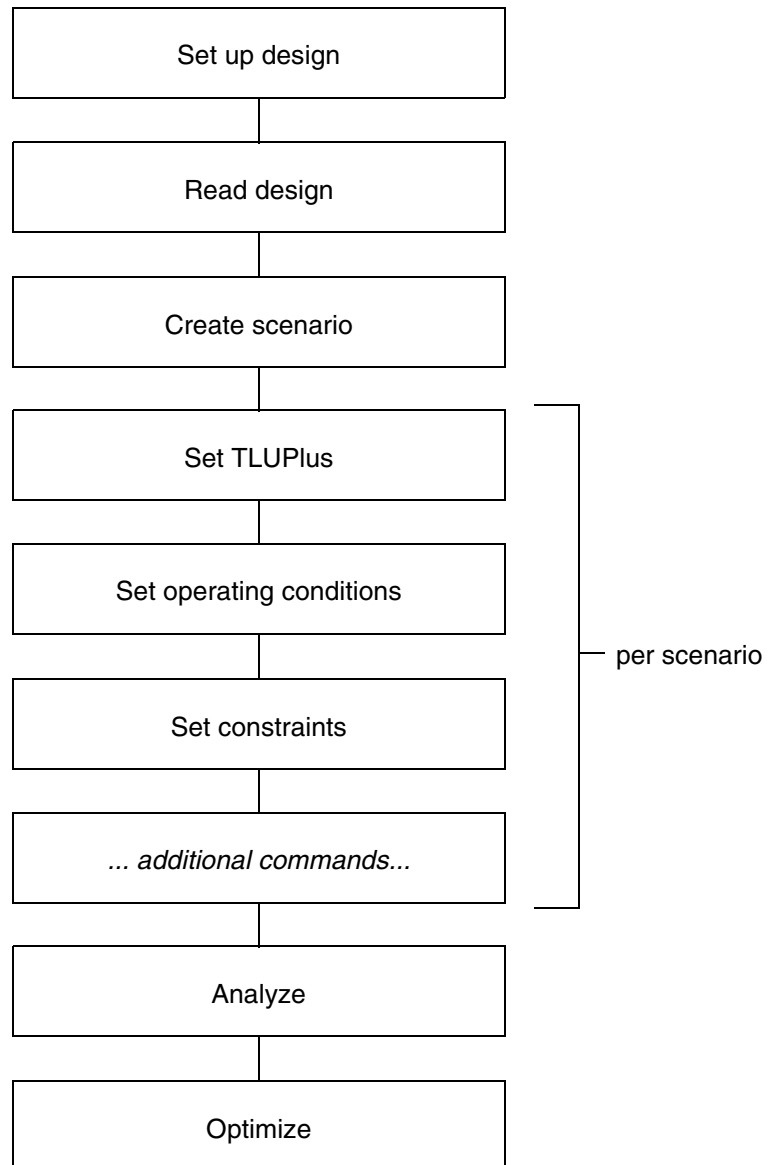 Set up design
Read design
Create scenario
Set TLUPlus
Set operating conditions
per scenario
Set constraints
... additional commands...
Analyze
Optimize